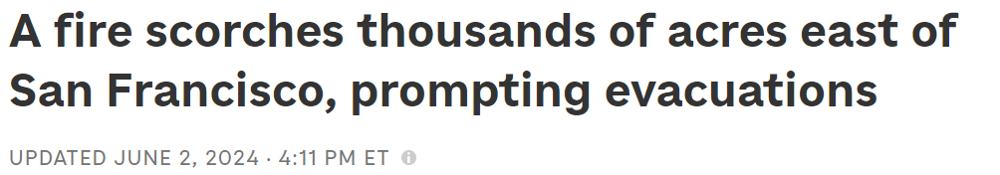 A fire scorches thousands of acres east of
San Francisco, prompting evacuations
UPDATED JUNE 2, 2024 · 4:11 PM ET